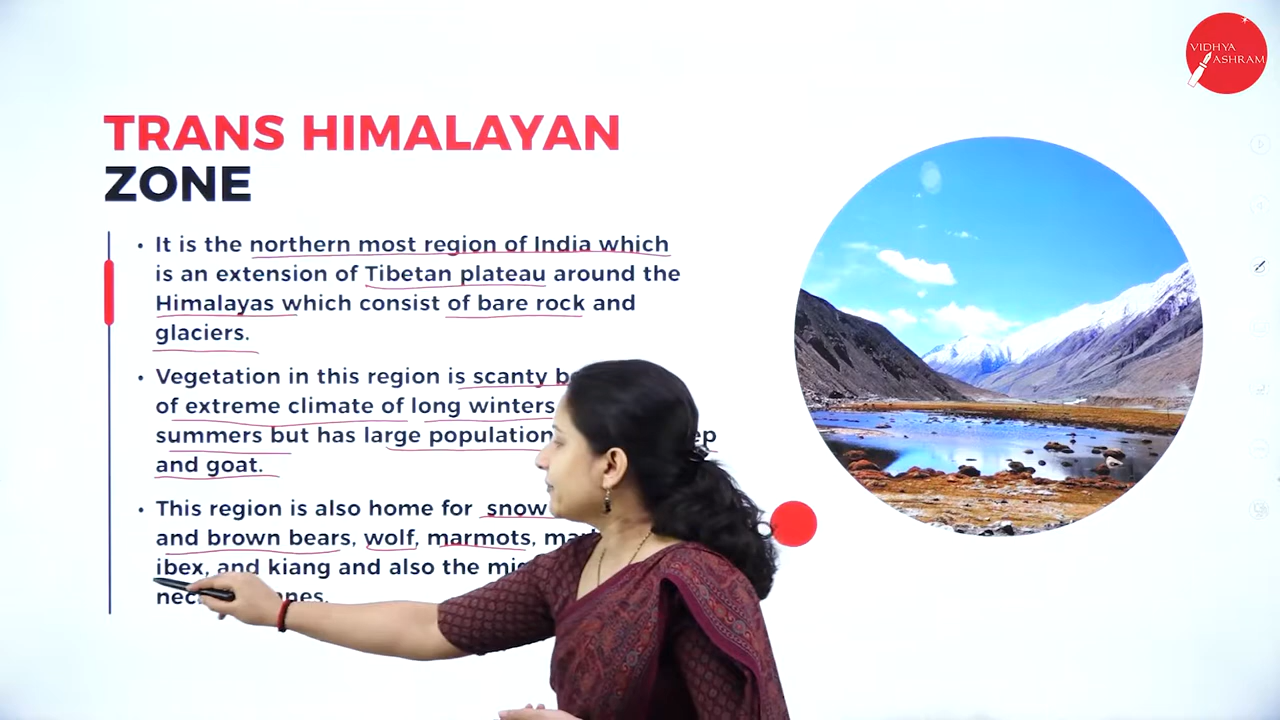 VIDHYA
ASHRAM
TRANS HIMALAYAN
ZONE
• It is the northern most region of India which
is an extension of Tibetan plateau around the
Himalayas which consist of bare rock and
glaciers.
• Vegetation in this region is scanty
of extreme climate of long winters
summers but has large population
and goat.
• This region is also home for snow
and brown bears, wolf, marmots,
ibex, and kiang and also the